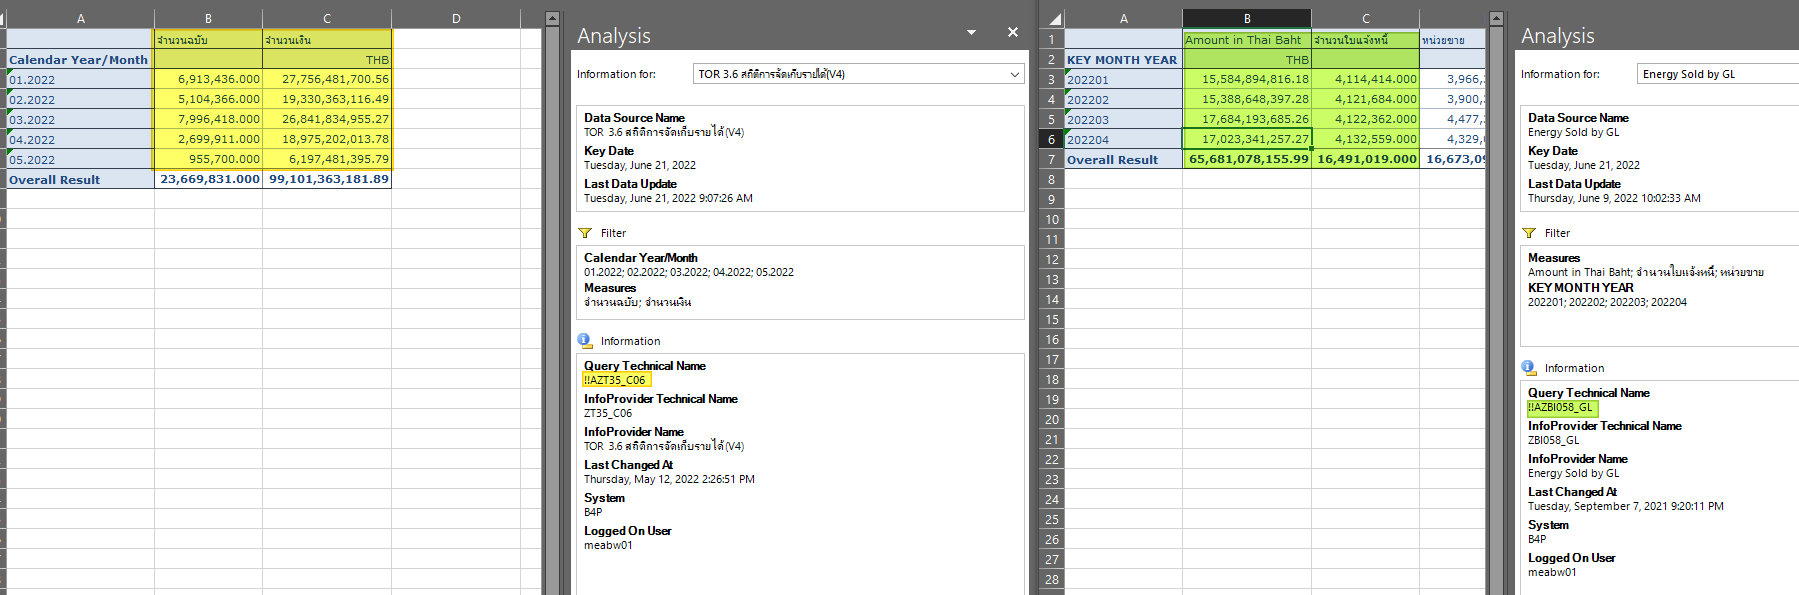 A B C D
จำนวนฉบับ จำนวนเงิน
Calendar Year/Month THB
01.2022 6,913,436.000 27,756,481,700.56
02.2022 5,104,366.000 19,330,363,116.49
03.2022 7,996,418.000 26,841,834,955.27
04.2022 2,699,911.000 18,975,202,013.78
05.2022 955,700.000 6,197,481,395.79
Overall Result 23,669,831.000 99,101,363,181.89
Analysis
Information for: TOR 3.6 สถิติการจัดเก็บรายได้(V4)
Data Source Name
TOR 3.6 สถิติการจัดเก็บรายได้(V4)
Key Date
Tuesday, June 21, 2022
Last Data Update
Tuesday, June 21, 2022 9:07:26 AM
Filter
Calendar Year/Month
01.2022; 02.2022; 03.2022; 04.2022; 05.2022
Measures
จำนวนฉบับ; จำนวนเงิน
Information
Query Technical Name
!!AZT35_C06
InfoProvider Technical Name
ZT35_C06
InfoProvider Name
TOR 3.6 สถิติการจัดเก็บรายได้(V4)
Last Changed At
Thursday, May 12, 2022 2:26:51 PM
System
B4P
Logged On User
meabw01
A B C
1 Amount in Thai Baht จำนวนใบแจ้งหนี้ หน่วยขาย
2 KEY MONTH YEAR THB
3 202201 15,584,894,816.18 4,114,414.000 3,966,
4 202202 15,388,648,397.28 4,121,684.000 3,900,
5 202203 17,684,193,685.26 4,122,362.000 4,477,
6 202204 17,023,341,257.27 4,132,559.000 4,329,
7 Overall Result 65,681,078,155.99 16,491,019.000 16,673,09
8
9
10
11
12
13
14
15
16
17
18
19
20
21
22
23
24
25
26
27
28
Analysis
Information for: Energy Sold by GL
Data Source Name
Energy Sold by GL
Key Date
Tuesday, June 21, 2022
Last Data Update
Thursday, June 9, 2022 10:02:33 AM
Filter
Measures
Amount in Thai Baht; จำนวนใบแจ้งหนี้; หน่วยขาย
KEY MONTH YEAR
202201; 202202; 202203; 202204
Information
Query Technical Name
!!AZBI058_GL
InfoProvider Technical Name
ZBI058_GL
InfoProvider Name
Energy Sold by GL
Last Changed At
Tuesday, September 7, 2021 9:20:11 PM
System
B4P
Logged On User
meabw01